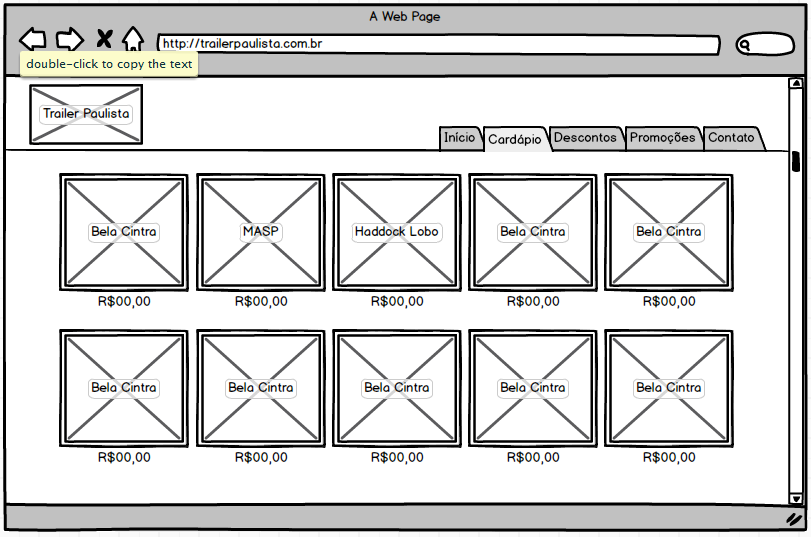 A Web Page
http://trailerpaulista.com.br
double-click to copy the text
Trailer Paulista
Início Cardápio Descontos Promoções Contato
Bela Cintra MASP Haddock Lobo Bela Cintra Bela Cintra
R$00,00 R$00,00 R$00,00 R$00,00 R$00,00
Bela Cintra Bela Cintra Bela Cintra Bela Cintra Bela Cintra
R$00,00 R$00,00 R$00,00 R$00,00 R$00,00